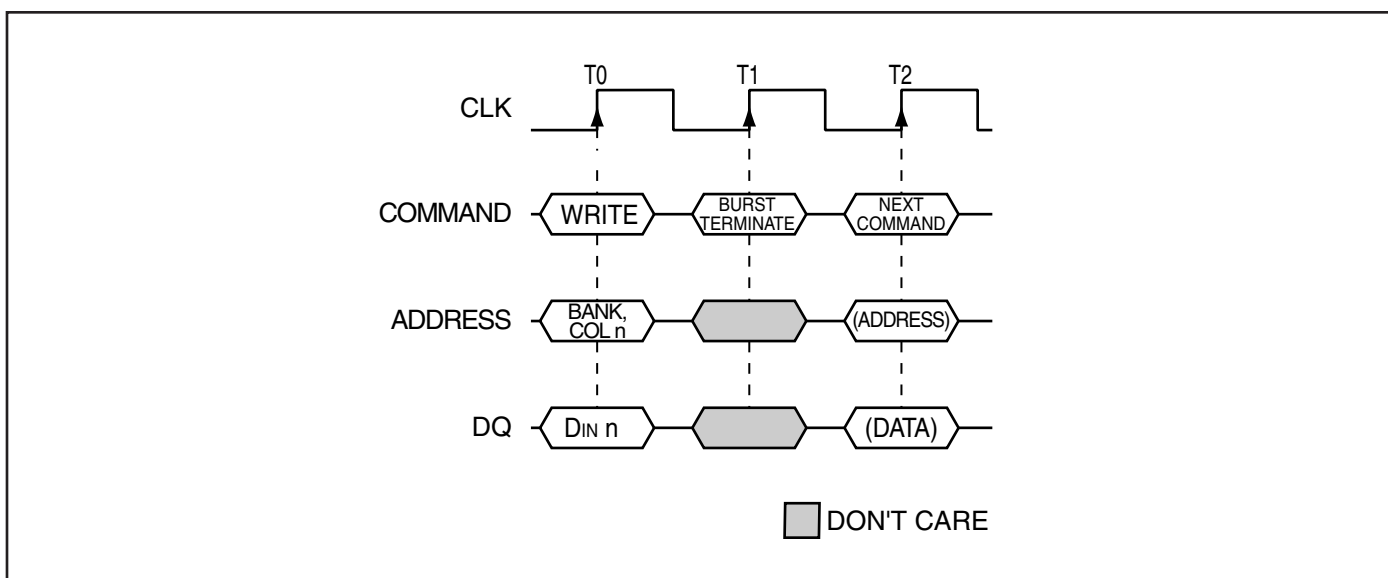 T0 T1 T2
CLK
COMMAND WRITE BURST TERMINATE NEXT COMMAND
ADDRESS BANK, COL n (ADDRESS)
DQ DIN n (DATA)
DON'T CARE